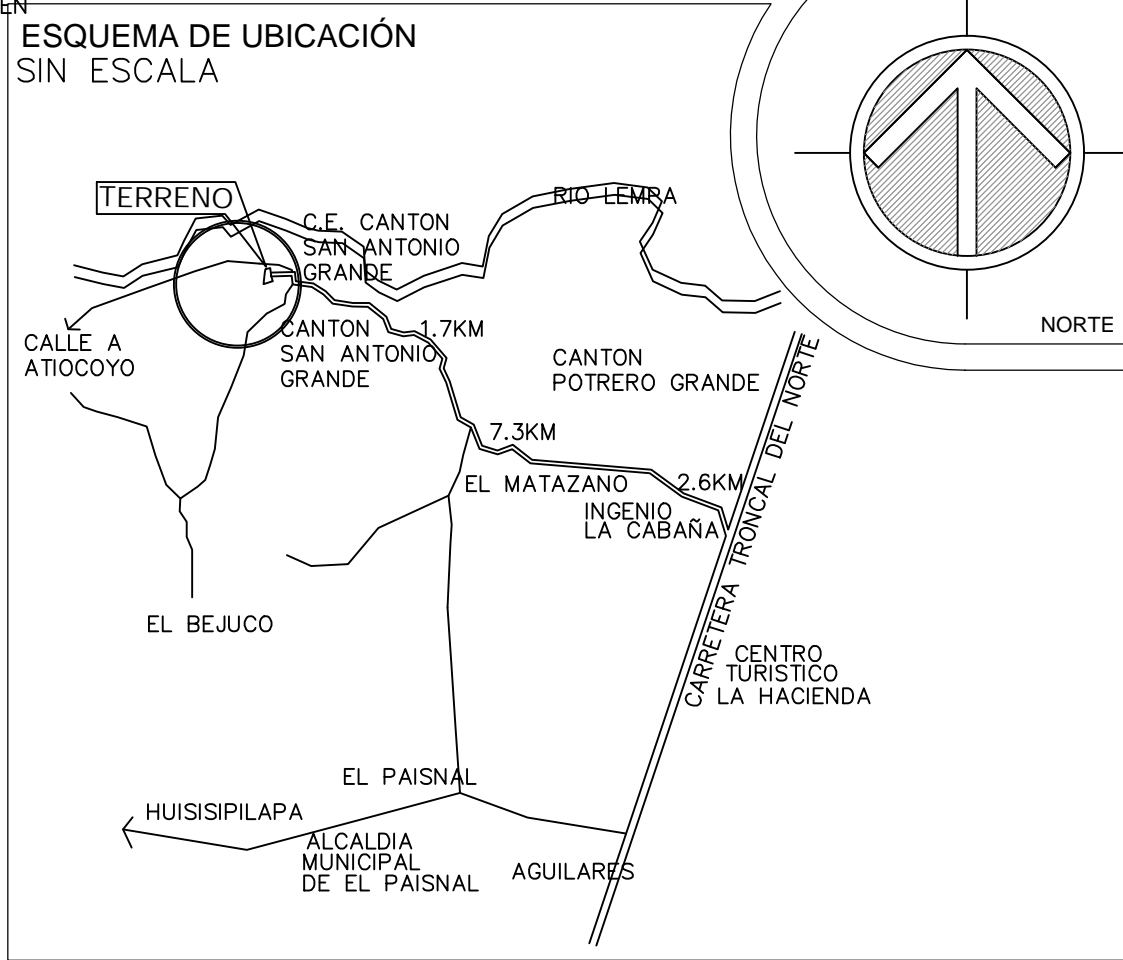 EN
ESQUEMA DE UBICACIÓN
SIN ESCALA
NORTE
TERRENO
RIO LEMPA
C.E. CANTON
SAN ANTONIO
GRANDE
CALLE A
ATIOCOYO
CANTON
SAN ANTONIO
GRANDE
1.7KM
CANTON
POTRERO GRANDE
7.3KM
EL MATAZANO
2.6KM
INGENIO
LA CABAÑA
CARRETERA TRONCAL DEL NORTE
EL BEJUCO
CENTRO
TURISTICO
LA HACIENDA
EL PAISNAL
HUISISIPILAPA
ALCALDIA
MUNICIPAL
DE EL PAISNAL
AGUILARES